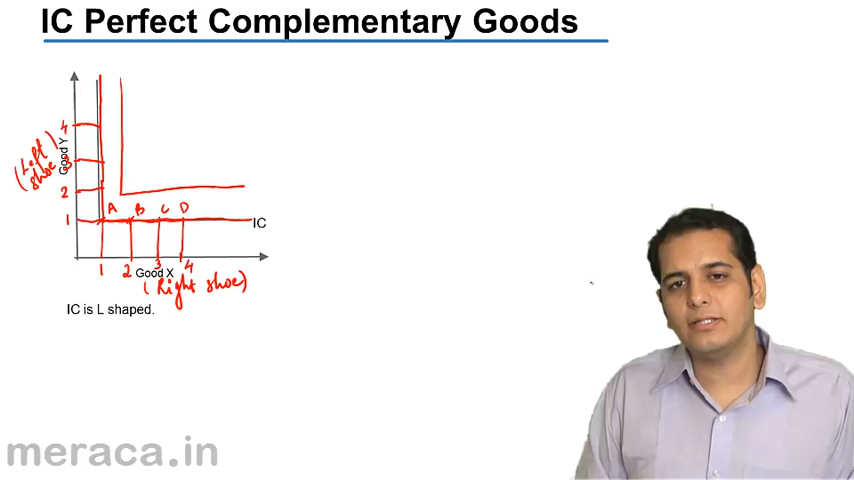 IC Perfect Complementary Goods
4
3
2
1
Good Y
(Left
shoe)
A B C D
IC
1 2 3 4
Good X
(Right shoe)
IC is L shaped.
meraca.in